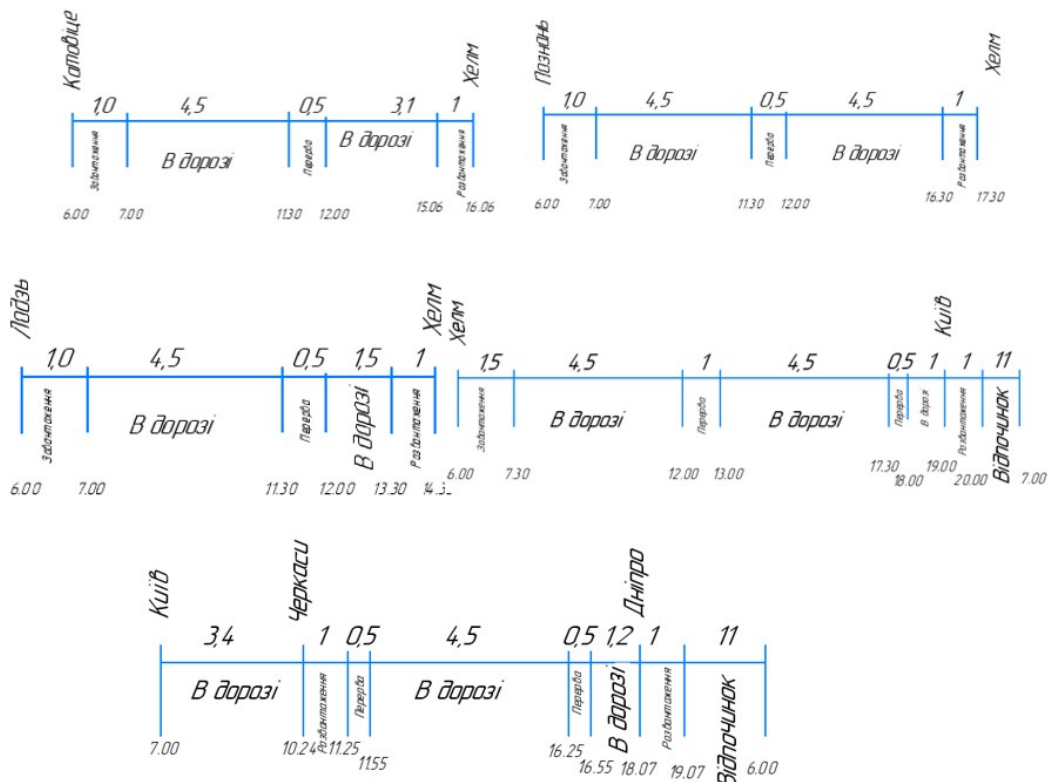 Катовіце Хелм Познань Хелм
1,0 4,5 0,5 3,1 1 1,0 4,5 0,5 4,5 1
Завантаження В дорозі Перерва В дорозі Розвантаження Завантаження В дорозі Перерва В дорозі Розвантаження
6.00 7.00 11.30 12.00 15.06 16.06 6.00 7.00 11.30 12.00 16.30 17.30
Лодзь Хелм Хелм Київ
1,0 4,5 0,5 1,5 1 1,5 4,5 1 4,5 0,5 1 1 11
Завантаження В дорозі Перерва В дорозі Розвантаження Завантаження В дорозі Перерва В дорозі Перерва В дорозі Розвантаження Відпочинок
6.00 7.00 11.30 12.00 13.30 6.00 7.30 12.00 13.00 17.30 18.00 19.00 20.00 7.00
Київ Черкаси Дніпро
3,4 1 0,5 4,5 0,5 1,2 1 11
В дорозі Розвантаження Перерва В дорозі Перерва В дорозі Розвантаження Відпочинок
7.00 10.24 11.25 11.55 16.25 16.55 18.07 19.07 6.00